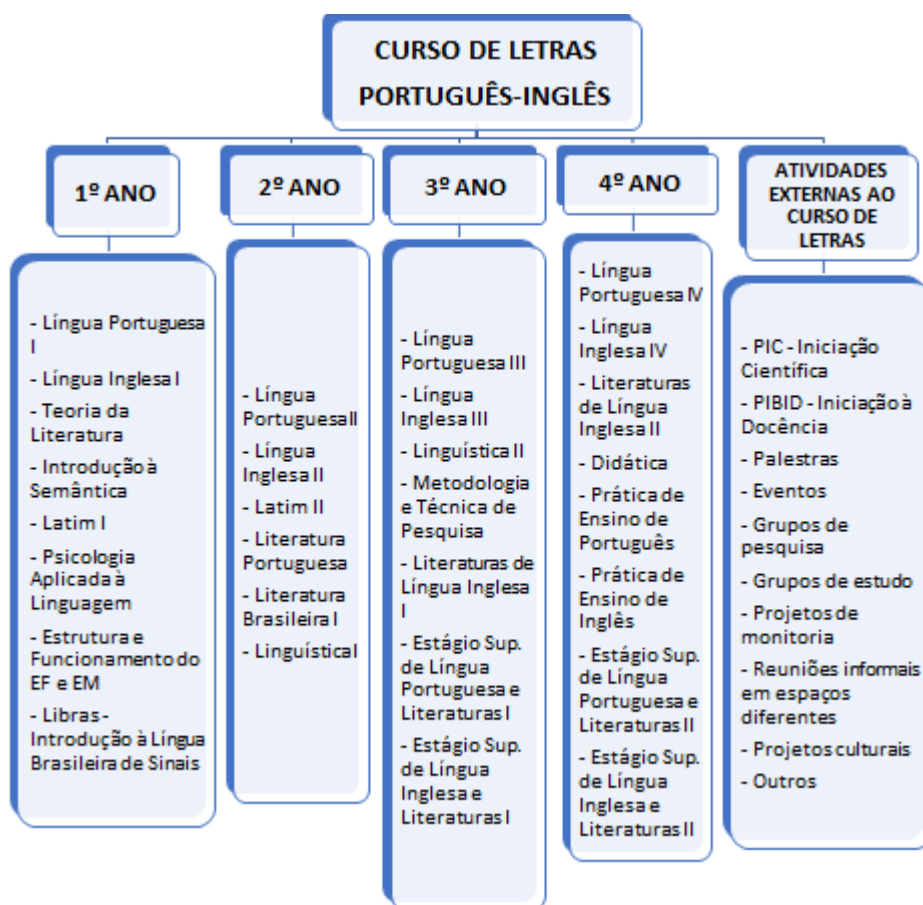 CURSO DE LETRAS
PORTUGUÊS-INGLÊS
1º ANO
- Língua Portuguesa
I
- Língua Inglesa I
- Teoria da
Literatura
- Introdução à
Semântica
- Latim I
- Psicologia
Aplicada à
Linguagem
- Estrutura e
Funcionamento do
EF e EM
- Libras -
Introdução à Língua
Brasileira de Sinais
2º ANO
- Língua
Portuguesa II
- Língua
Inglesa II
- Latim II
- Literatura
Portuguesa
- Literatura
Brasileira I
- Linguística I
3º ANO
- Língua
Portuguesa III
- Língua
Inglesa III
- Linguística II
- Metodologia
e Técnica de
Pesquisa
- Literaturas de
Língua Inglesa
I
- Estágio Sup.
de Língua
Portuguesa e
Literaturas I
- Estágio Sup.
de Língua
Inglesa e
Literaturas I
4º ANO
- Língua
Portuguesa IV
- Língua
Inglesa IV
- Literaturas
de Língua
Inglesa II
- Didática
- Prática de
Ensino de
Português
- Prática de
Ensino de
Inglês
- Estágio Sup.
de Língua
Portuguesa e
Literaturas II
- Estágio Sup.
de Língua
Inglesa e
Literaturas II
ATIVIDADES
EXTERNAS AO
CURSO DE
LETRAS
- PIC - Iniciação
Científica
- PIBID - Iniciação à
Docência
- Palestras
- Eventos
- Grupos de
pesquisa
- Grupos de estudo
- Projetos de
monitoria
- Reuniões informais
em espaços
diferentes
- Projetos culturais
- Outros